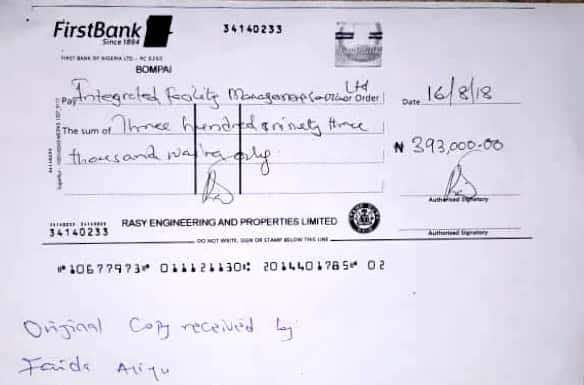 FirstBank
Since 1894
34140233
FIRST BANK OF NIGERIA LTD - RC 6290
BOMPAI
Pay Integrated Facility Management Ltd or Order
Date 16/8/18
The sum of Three hundred & ninety three
thousand naira only
₦ 393,000.00
Authorised Signatory
34140233 34140233
34140233
RASY ENGINEERING AND PROPERTIES LIMITED
DO NOT WRITE, SIGN OR STAMP BELOW THIS LINE
Authorised Signatory
10677973 011121130 2014401785 02
Original Copy received by
Faida Aliyu